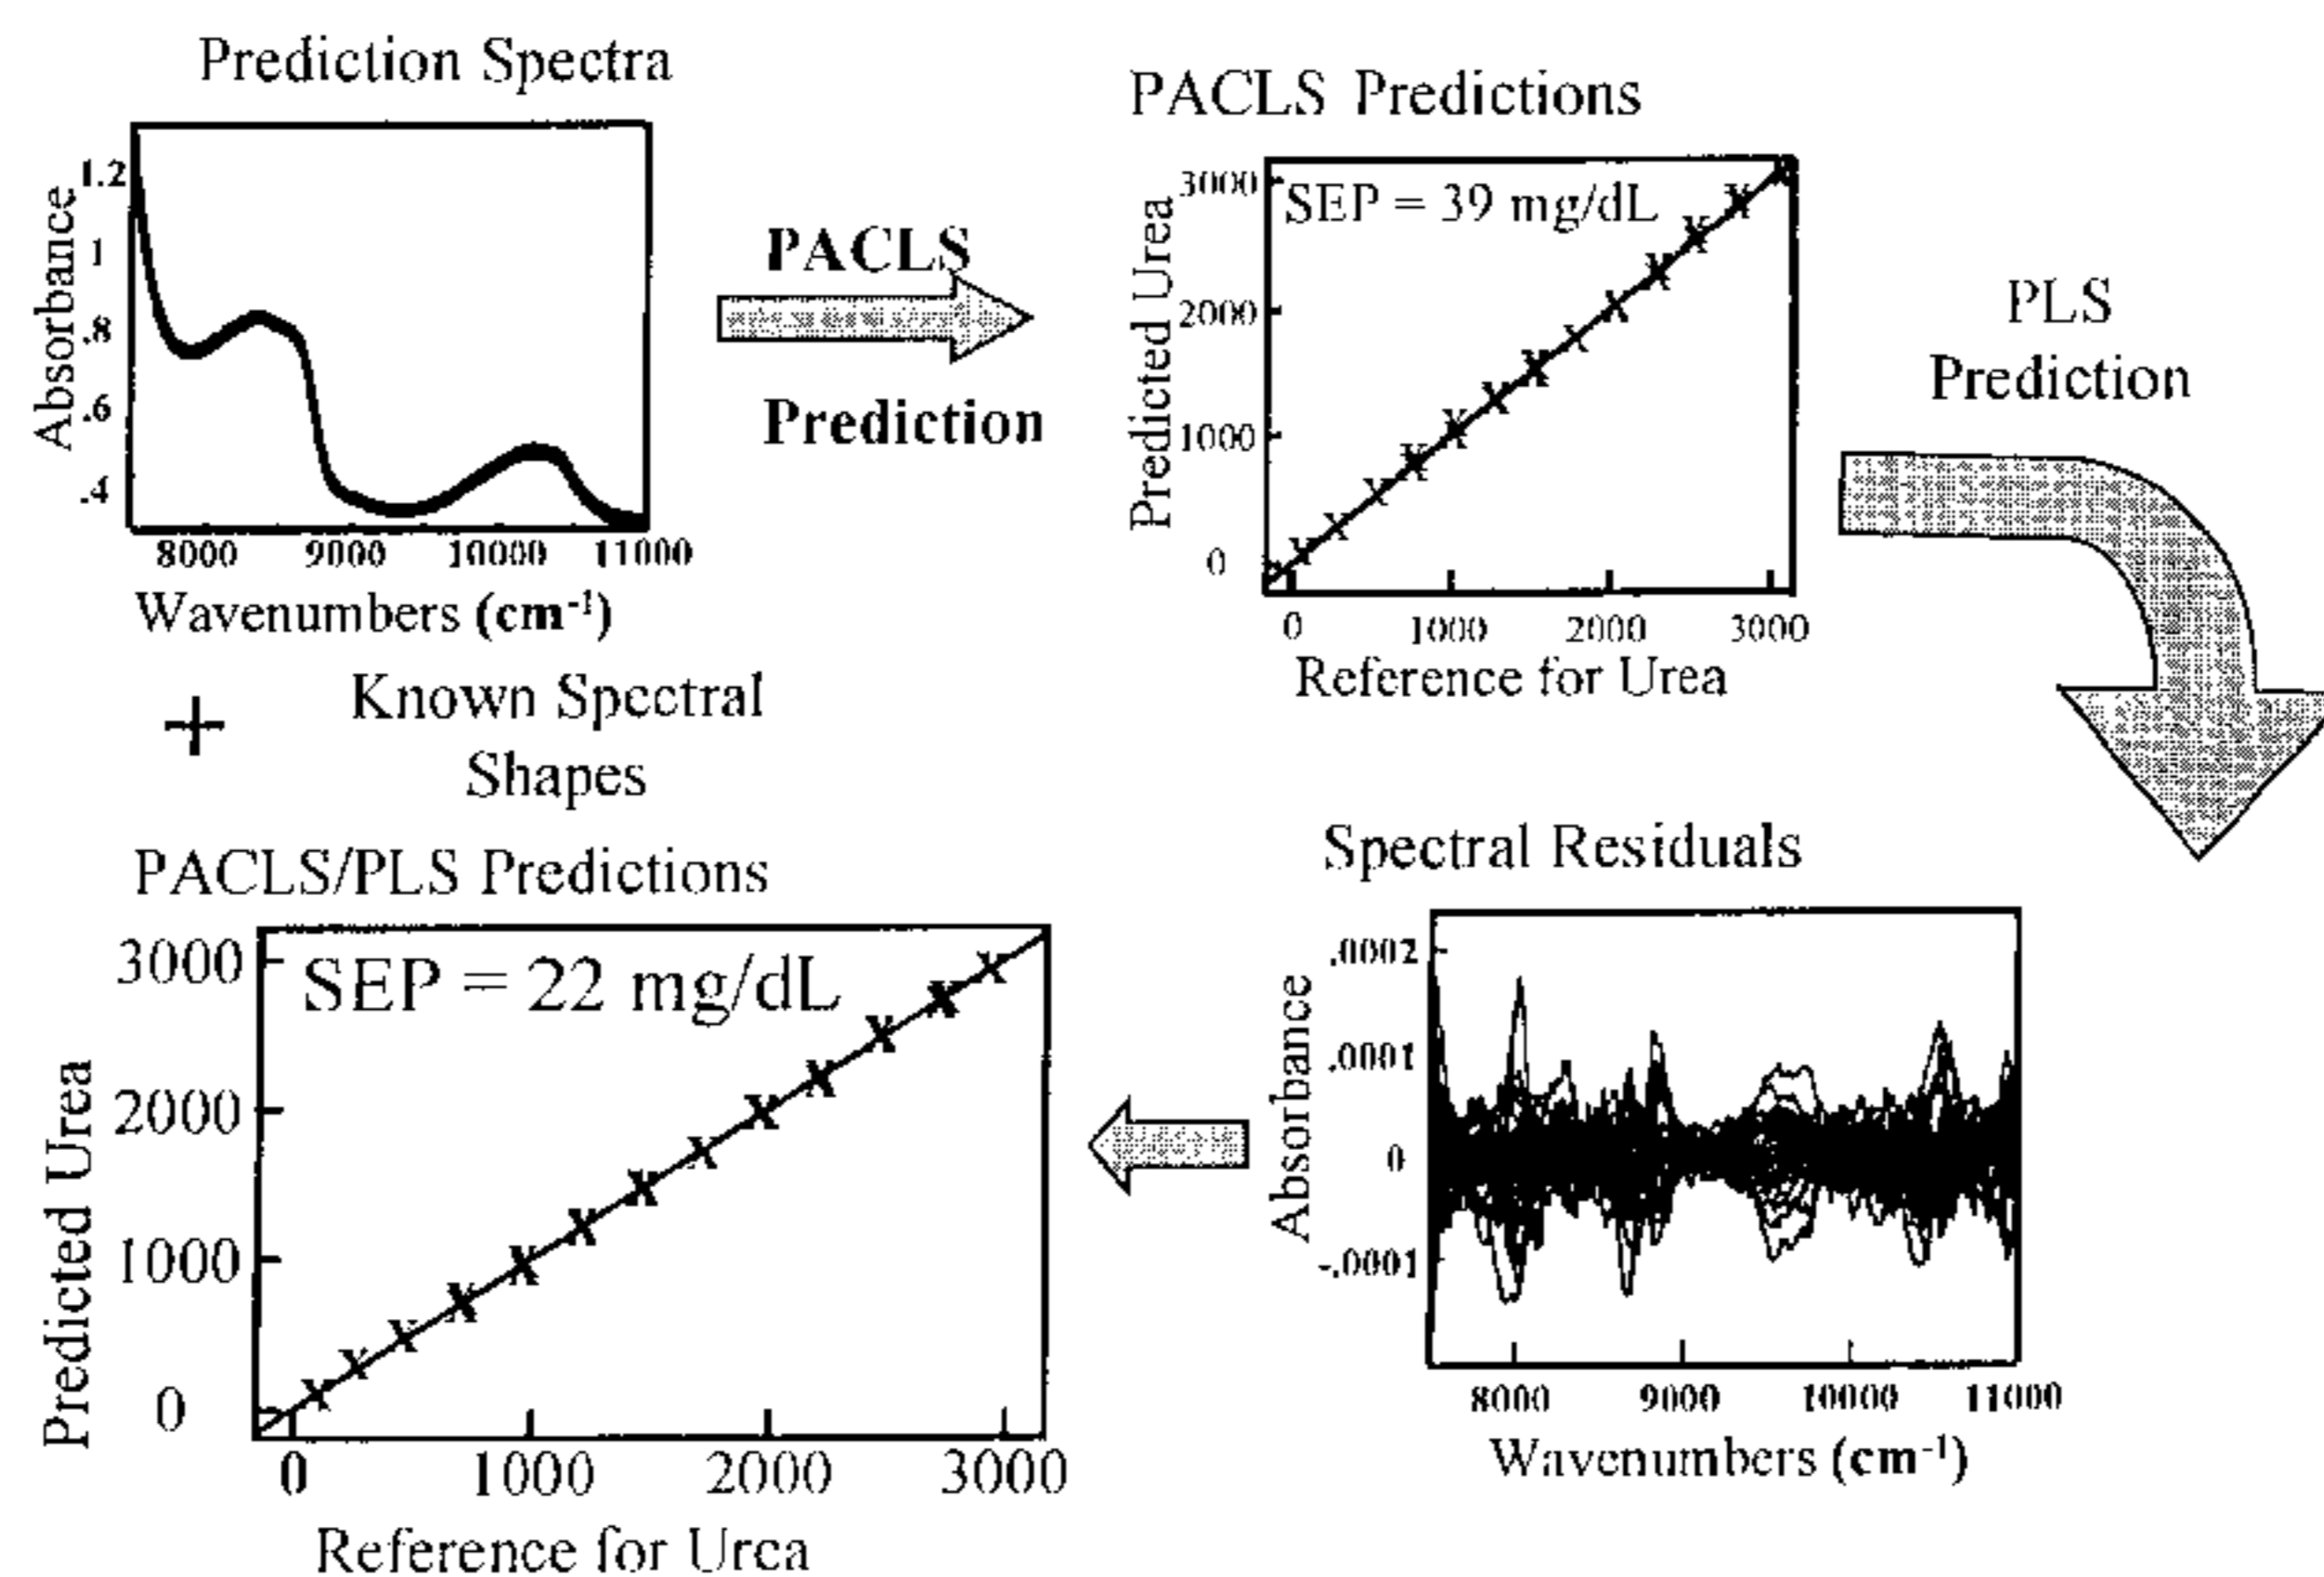 Prediction Spectra
Absorbance
1.2
1
.8
.6
.4
8000 9000 10000 11000
Wavenumbers (cm-1)
+ Known Spectral
Shapes
PACLS
Prediction
PACLS Predictions
SEP = 39 mg/dL
Predicted Urea
3000
2000
1000
0
0 1000 2000 3000
Reference for Urea
PLS
Prediction
Spectral Residuals
Absorbance
.0002
.0001
0
-.0001
8000 9000 10000 11000
Wavenumbers (cm-1)
PACLS/PLS Predictions
SEP = 22 mg/dL
Predicted Urea
3000
2000
1000
0
0 1000 2000 3000
Reference for Urea